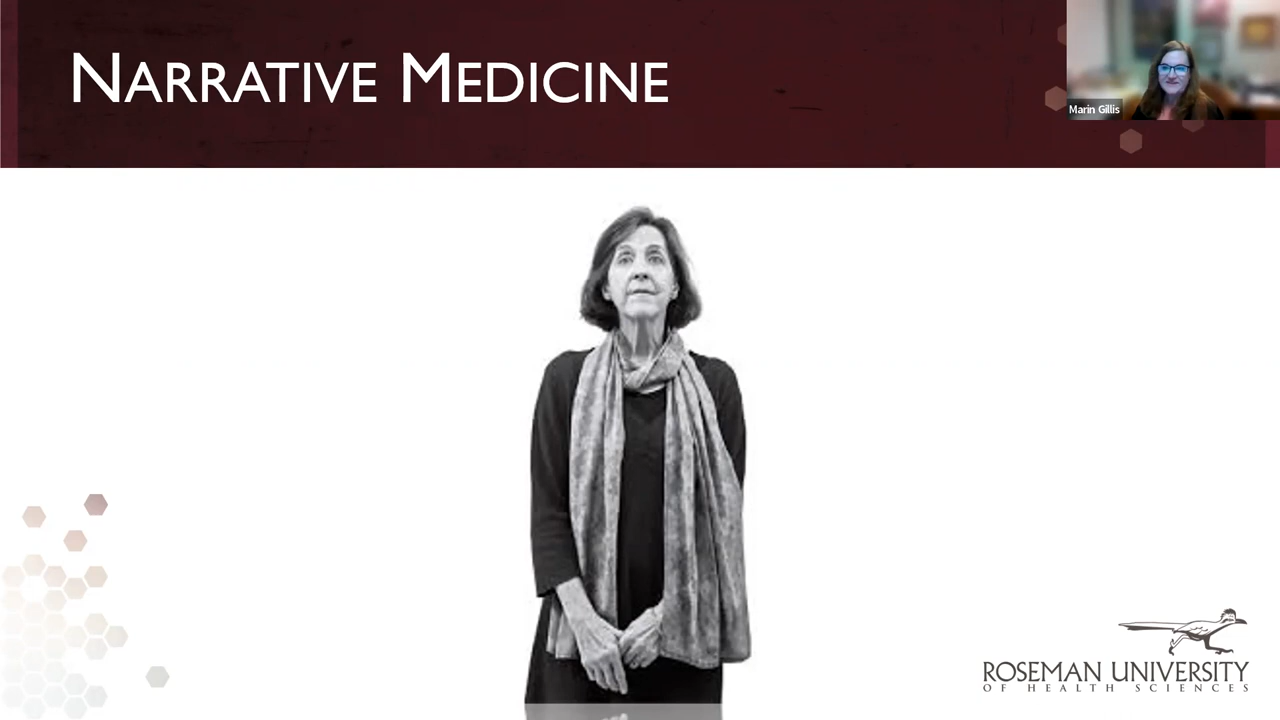 NARRATIVE MEDICINE
Marin Gillis
ROSEMAN UNIVERSITY
OF HEALTH SCIENCES